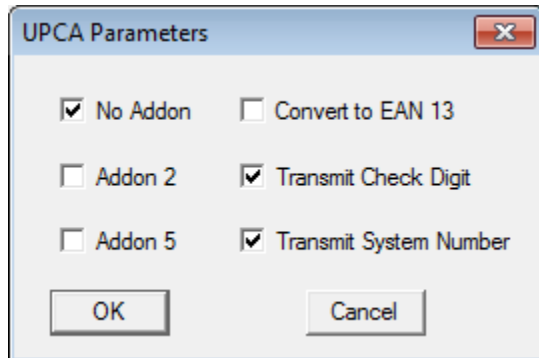 UPCA Parameters
No Addon
Convert to EAN 13
Addon 2
Transmit Check Digit
Addon 5
Transmit System Number
OK
Cancel